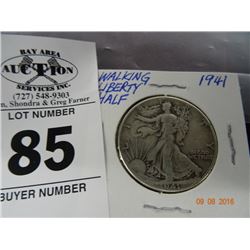 BAY AREA
AUCTION
SERVICES INC.
(727) 548-9303
n, Shondra & Greg Farner
LOT NUMBER
85
BUYER NUMBER
WALKING
LIBERTY
HALF
1941
1941
09 08 2016